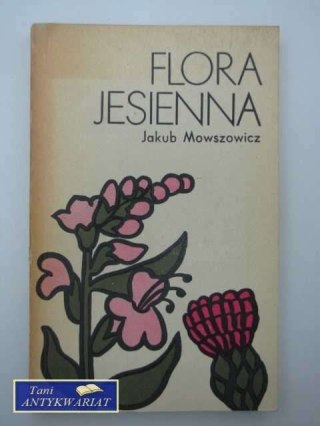 FLORA
JESIENNA
Jakub Mowszowicz
Tani
ANTYKWARIAT